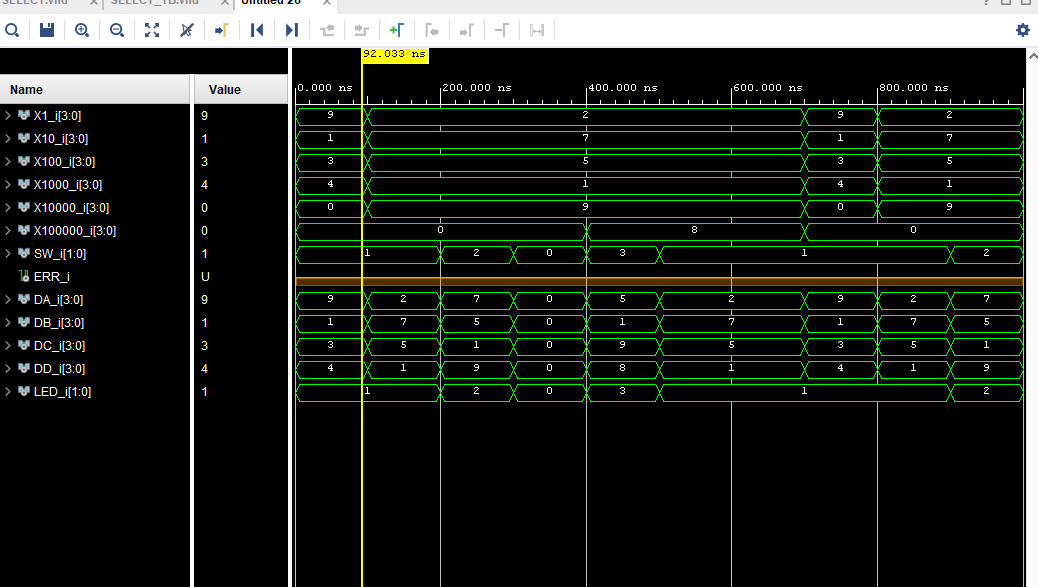 SELECT.vhd × SELECT_TB.vhd × Untitled 26 ×
92.033 ns
Name Value
0.000 ns 200.000 ns 400.000 ns 600.000 ns 800.000 ns
X1_i[3:0] 9 9 2 9 2
X10_i[3:0] 1 1 7 1 7
X100_i[3:0] 3 3 5 3 5
X1000_i[3:0] 4 4 1 4 1
X10000_i[3:0] 0 0 9 0 9
X100000_i[3:0] 0 0 8 0
SW_i[1:0] 1 1 2 0 3 1 2
ERR_i U
DA_i[3:0] 9 9 2 7 0 5 2 9 2 7
DB_i[3:0] 1 1 7 5 0 1 7 1 7 5
DC_i[3:0] 3 3 5 1 0 9 5 3 5 1
DD_i[3:0] 4 4 1 9 0 8 1 4 1 9
LED_i[1:0] 1 1 2 0 3 1 2